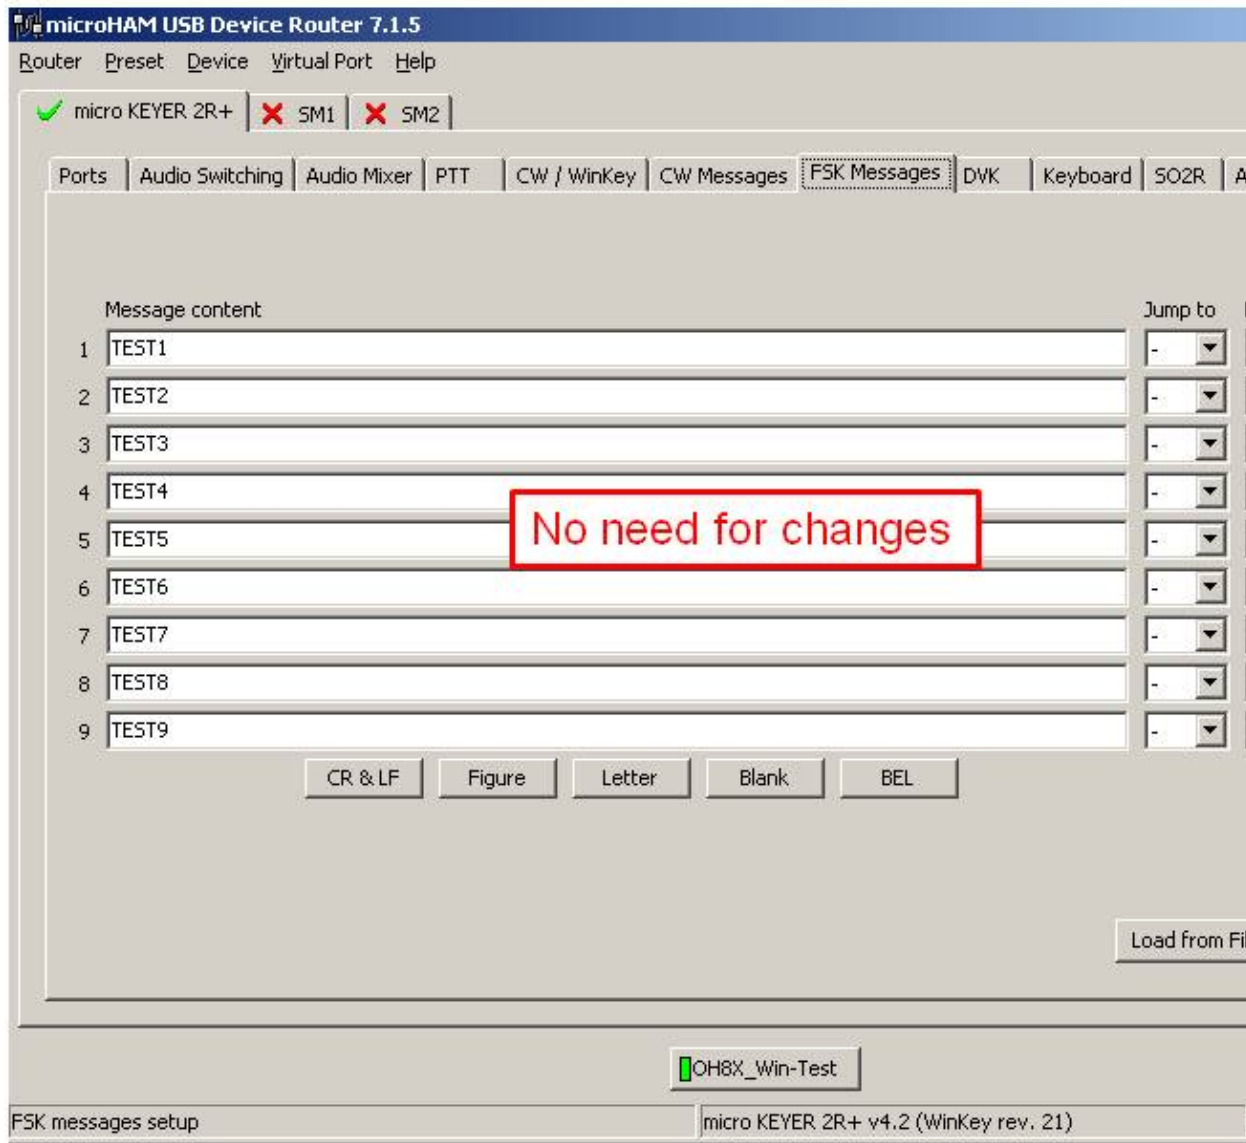 microHAM USB Device Router 7.1.5
Router Preset Device Virtual Port Help
micro KEYER 2R+ SM1 SM2
Ports Audio Switching Audio Mixer PTT CW / WinKey CW Messages FSK Messages DVK Keyboard SO2R A
Message content Jump to
1 TEST1 -
2 TEST2 -
3 TEST3 -
4 TEST4 -
No need for changes
5 TEST5 -
6 TEST6 -
7 TEST7 -
8 TEST8 -
9 TEST9 -
CR & LF Figure Letter Blank BEL
Load from Fil
OH8X_Win-Test
FSK messages setup micro KEYER 2R+ v4.2 (WinKey rev. 21)